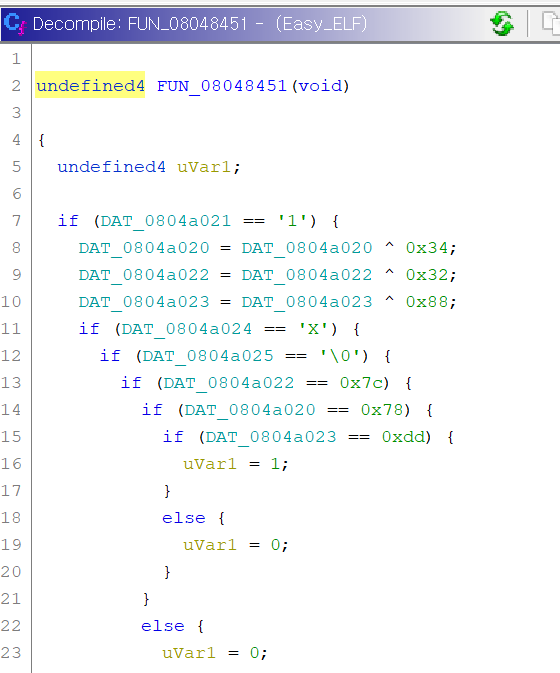 Decompile: FUN_08048451 - (Easy_ELF)
1
2 undefined4 FUN_08048451(void)
3
4 {
5 undefined4 uVar1;
6
7 if (DAT_0804a021 == '1') {
8 DAT_0804a020 = DAT_0804a020 ^ 0x34;
9 DAT_0804a022 = DAT_0804a022 ^ 0x32;
10 DAT_0804a023 = DAT_0804a023 ^ 0x88;
11 if (DAT_0804a024 == 'X') {
12 if (DAT_0804a025 == '\0') {
13 if (DAT_0804a022 == 0x7c) {
14 if (DAT_0804a020 == 0x78) {
15 if (DAT_0804a023 == 0xdd) {
16 uVar1 = 1;
17 }
18 else {
19 uVar1 = 0;
20 }
21 }
22 else {
23 uVar1 = 0;